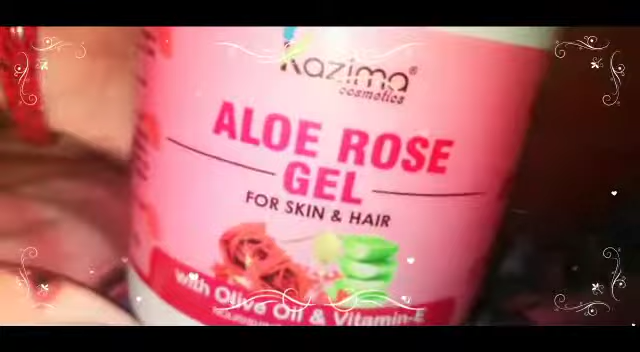 Kazima®
cosmetics
ALOE ROSE
GEL
FOR SKIN & HAIR
with Olive Oil & Vitamin-E